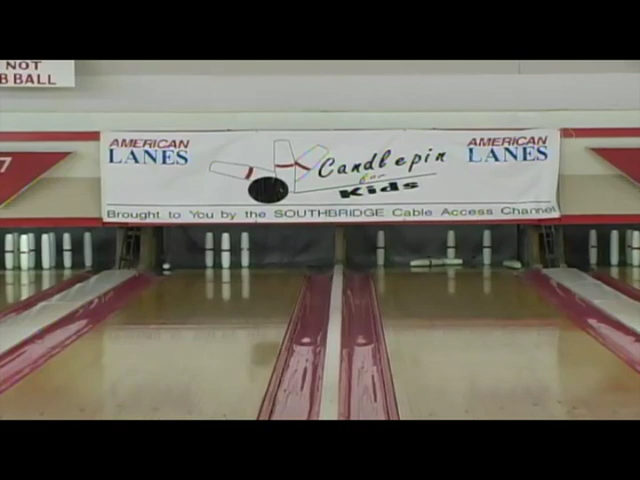 NOT
B BALL
AMERICAN
LANES
Candlepin
for
Kids
AMERICAN
LANES
7
Brought to You by the SOUTHBRIDGE Cable Access Channel